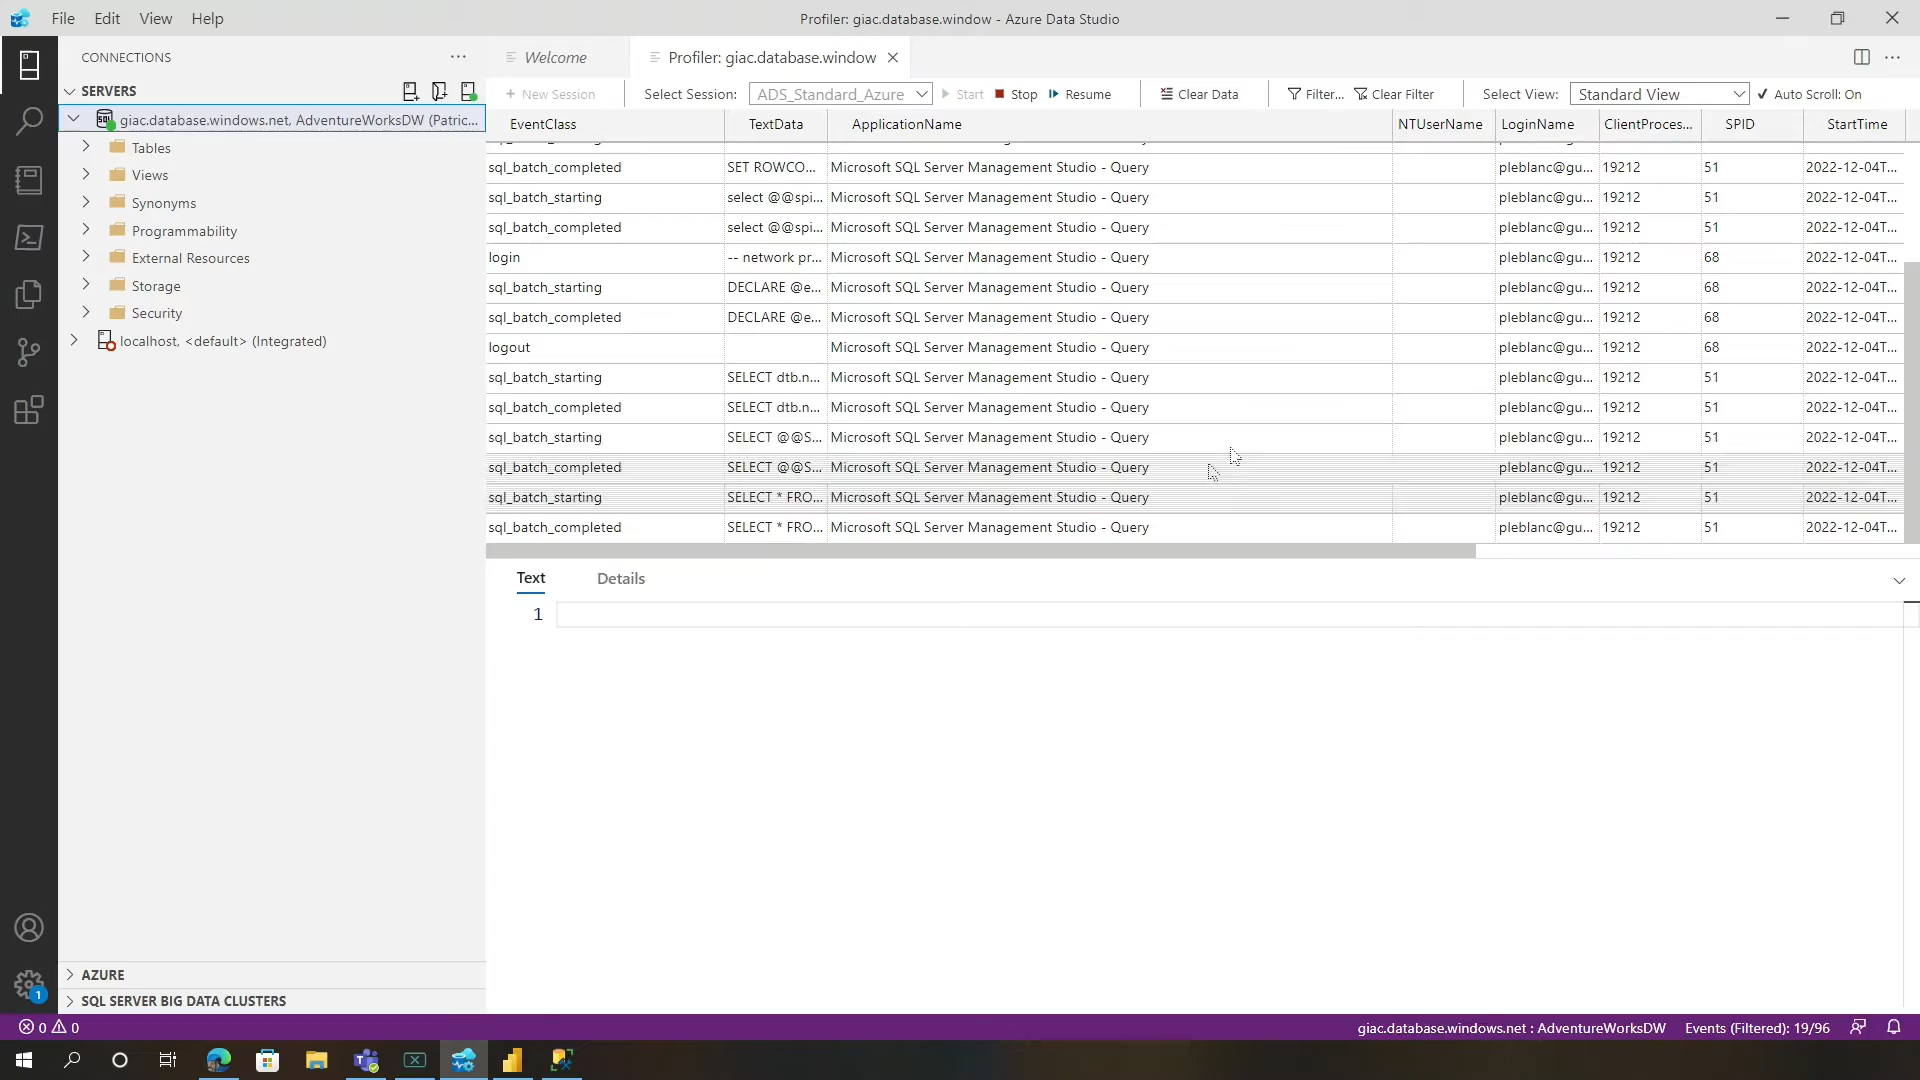 File Edit View Help
Profiler: giac.database.window - Azure Data Studio
CONNECTIONS
Welcome
Profiler: giac.database.window
SERVERS
New Session
Select Session:
ADS_Standard_Azure
Start
Stop
Resume
Clear Data
Filter...
Clear Filter
Select View:
Standard View
Auto Scroll: On
giac.database.windows.net, AdventureWorksDW (Patric...
Tables
Views
Synonyms
Programmability
External Resources
Storage
Security
localhost, <default> (Integrated)
EventClass TextData ApplicationName NTUserName LoginName ClientProces... SPID StartTime
sql_batch_completed SET ROWCO... Microsoft SQL Server Management Studio - Query pleblanc@gu... 19212 51 2022-12-04T...
sql_batch_starting select @@spi... Microsoft SQL Server Management Studio - Query pleblanc@gu... 19212 51 2022-12-04T...
sql_batch_completed select @@spi... Microsoft SQL Server Management Studio - Query pleblanc@gu... 19212 51 2022-12-04T...
login -- network pr... Microsoft SQL Server Management Studio - Query pleblanc@gu... 19212 68 2022-12-04T...
sql_batch_starting DECLARE @e... Microsoft SQL Server Management Studio - Query pleblanc@gu... 19212 68 2022-12-04T...
sql_batch_completed DECLARE @e... Microsoft SQL Server Management Studio - Query pleblanc@gu... 19212 68 2022-12-04T...
logout Microsoft SQL Server Management Studio - Query pleblanc@gu... 19212 68 2022-12-04T...
sql_batch_starting SELECT dtb.n... Microsoft SQL Server Management Studio - Query pleblanc@gu... 19212 51 2022-12-04T...
sql_batch_completed SELECT dtb.n... Microsoft SQL Server Management Studio - Query pleblanc@gu... 19212 51 2022-12-04T...
sql_batch_starting SELECT @@S... Microsoft SQL Server Management Studio - Query pleblanc@gu... 19212 51 2022-12-04T...
sql_batch_completed SELECT @@S... Microsoft SQL Server Management Studio - Query pleblanc@gu... 19212 51 2022-12-04T...
sql_batch_starting SELECT * FRO... Microsoft SQL Server Management Studio - Query pleblanc@gu... 19212 51 2022-12-04T...
sql_batch_completed SELECT * FRO... Microsoft SQL Server Management Studio - Query pleblanc@gu... 19212 51 2022-12-04T...
Text Details
1
AZURE
SQL SERVER BIG DATA CLUSTERS
1
0 0
giac.database.windows.net : AdventureWorksDW
Events (Filtered): 19/96